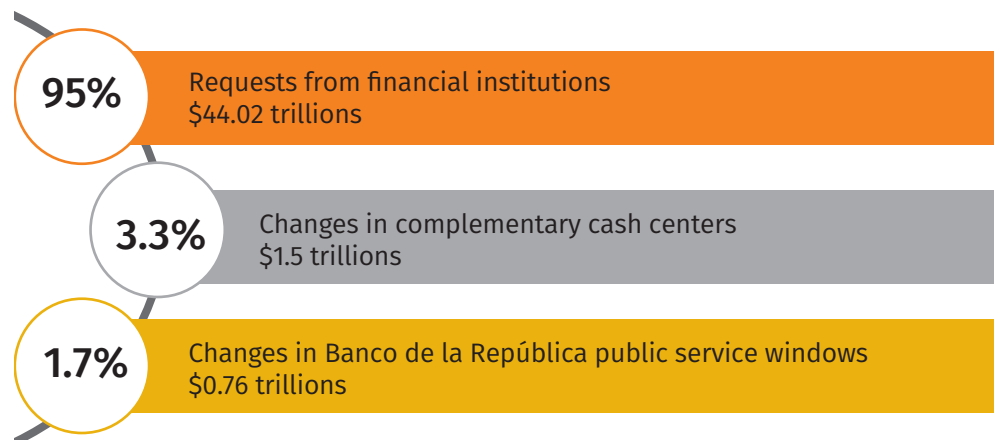 95%
Requests from financial institutions
$44.02 trillions
3.3%
Changes in complementary cash centers
$1.5 trillions
1.7%
Changes in Banco de la República public service windows
$0.76 trillions